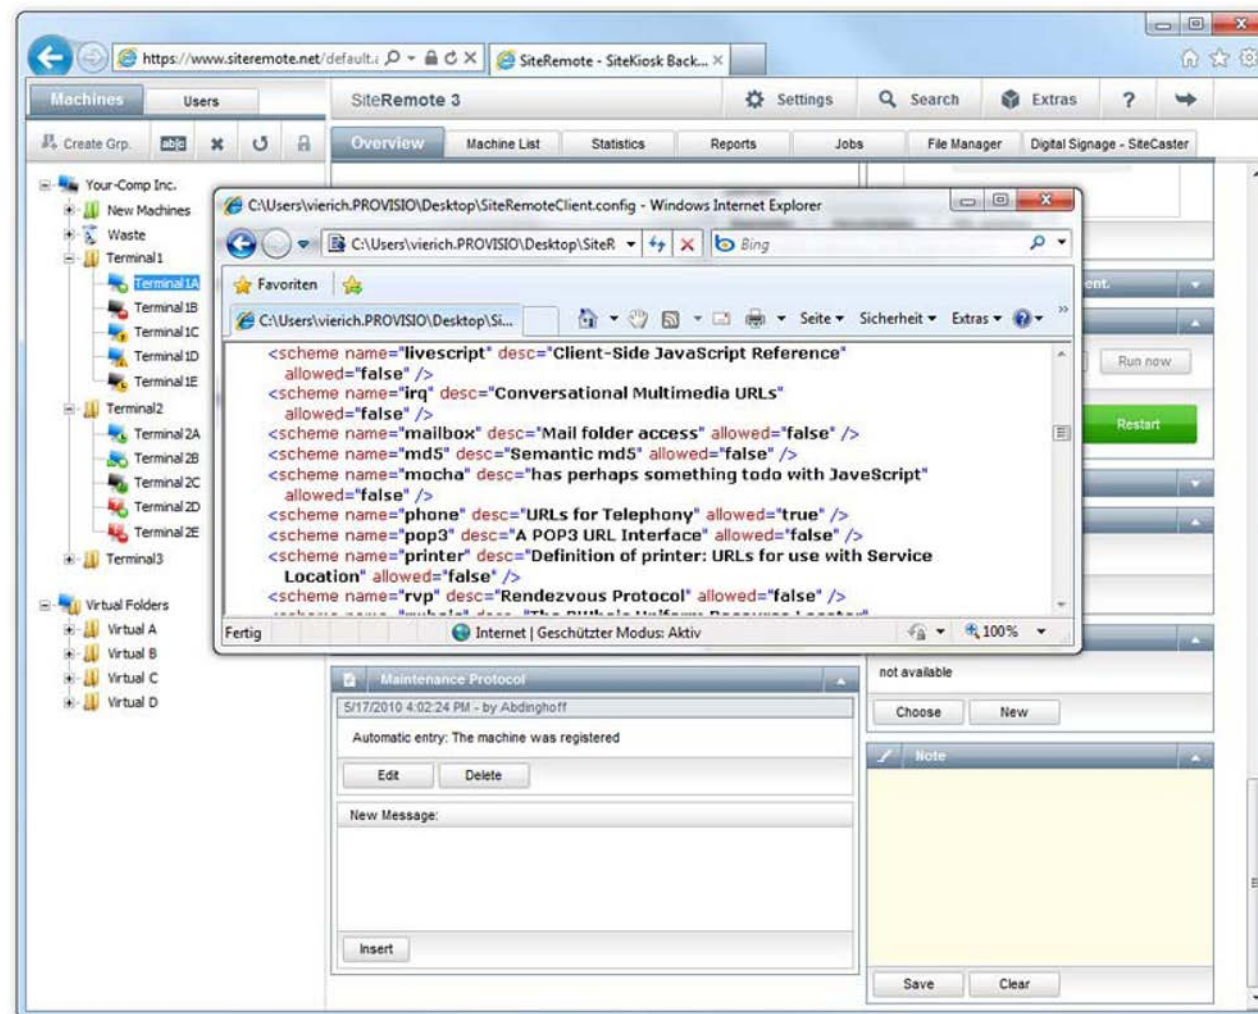 https://www.siteremote.net/default.a
SiteRemote - SiteKiosk Back...
Machines Users SiteRemote 3 Settings Search Extras ?
Create Grp. Overview Machine List Statistics Reports Jobs File Manager Digital Signage - SiteCaster
Your-Comp Inc.
New Machines
Waste
Terminal1
Terminal 1A
Terminal 1B
Terminal 1C
Terminal 1D
Terminal 1E
Terminal2
Terminal 2A
Terminal 2B
Terminal 2C
Terminal 2D
Terminal 2E
Terminal3
Virtual Folders
Virtual A
Virtual B
Virtual C
Virtual D
C:\Users\vierich.PROVISIO\Desktop\SiteRemoteClient.config - Windows Internet Explorer
C:\Users\vierich.PROVISIO\Desktop\SiteR Bing
Favoriten
C:\Users\vierich.PROVISIO\Desktop\Si... Seite Sicherheit Extras
<scheme name="livescript" desc="Client-Side JavaScript Reference"
allowed="false" />
<scheme name="irq" desc="Conversational Multimedia URLs"
allowed="false" />
<scheme name="mailbox" desc="Mail folder access" allowed="false" />
<scheme name="md5" desc="Semantic md5" allowed="false" />
<scheme name="mocha" desc="has perhaps something todo with JaveScript"
allowed="false" />
<scheme name="phone" desc="URLs for Telephony" allowed="true" />
<scheme name="pop3" desc="A POP3 URL Interface" allowed="false" />
<scheme name="printer" desc="Definition of printer: URLs for use with Service
Location" allowed="false" />
<scheme name="rvp" desc="Rendezvous Protocol" allowed="false" />
Fertig Internet | Geschützter Modus: Aktiv 100%
ent.
Run now
Restart
not available
Choose New
Maintenance Protocol
5/17/2010 4:02:24 PM - by Abdinghoff
Automatic entry: The machine was registered
Edit Delete
New Message:
Insert
Note
Save Clear